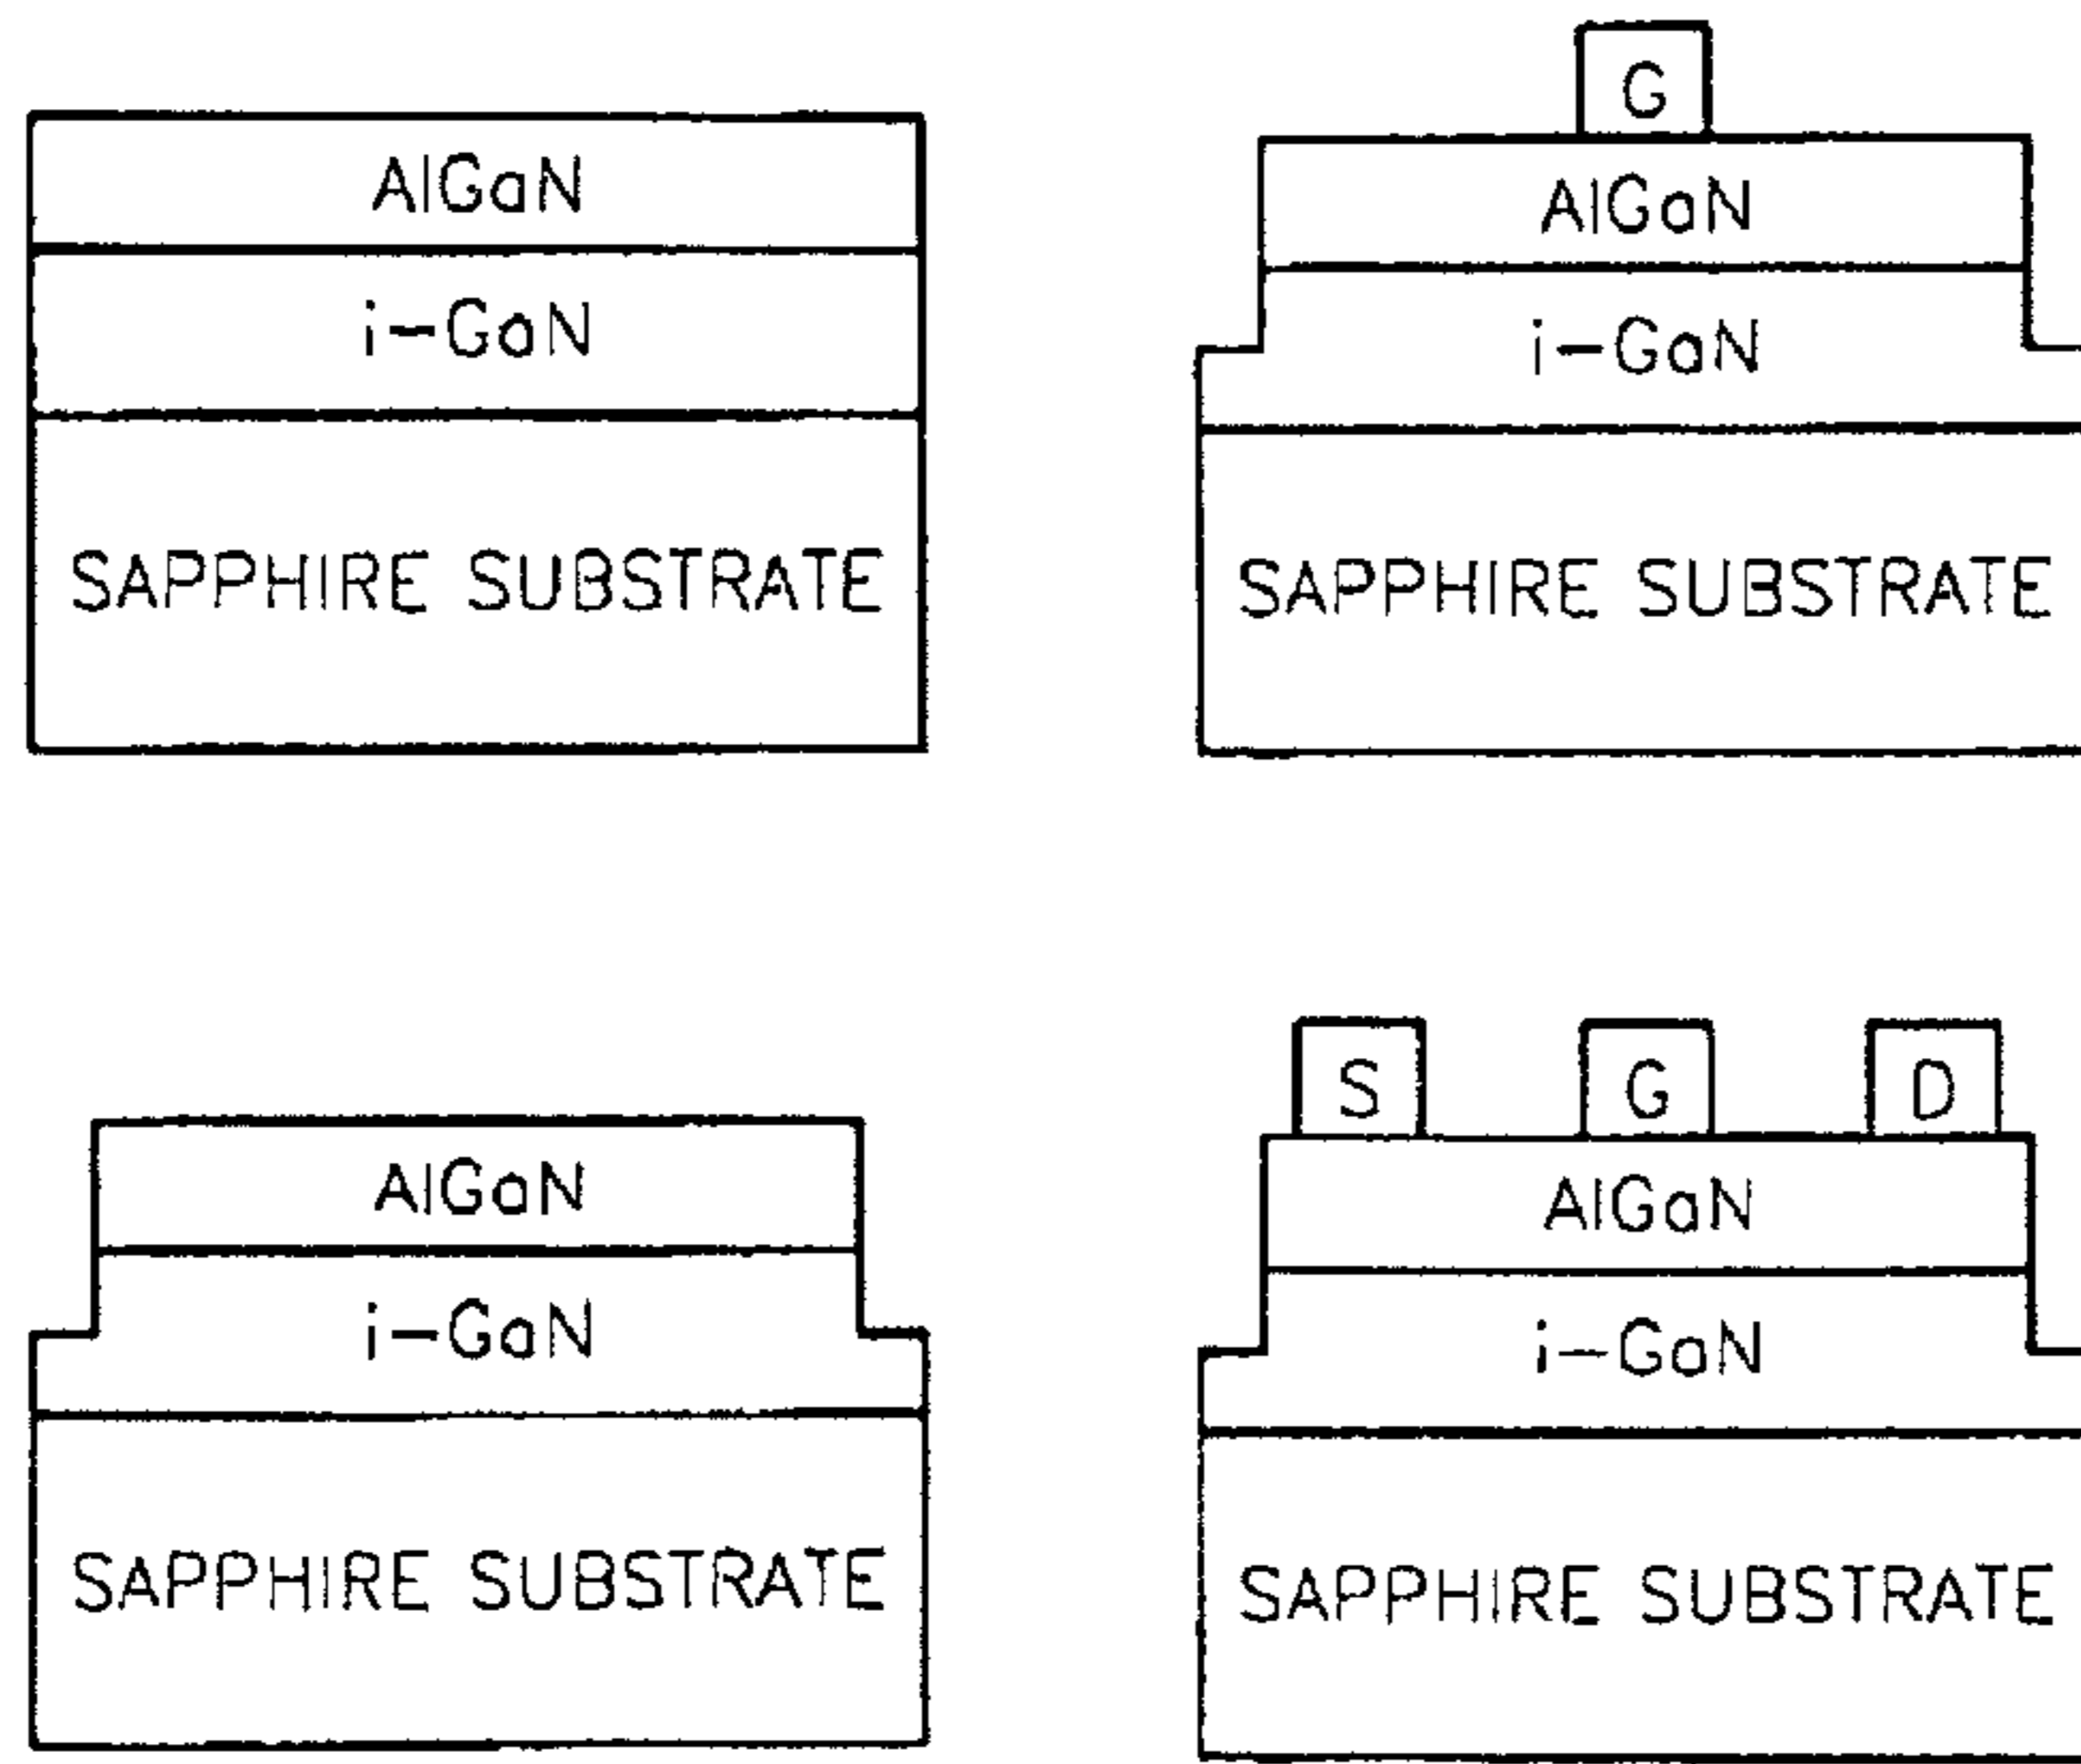 AlGaN
i-GaN
SAPPHIRE SUBSTRATE
G
AlGaN
i-GaN
SAPPHIRE SUBSTRATE
AlGaN
i-GaN
SAPPHIRE SUBSTRATE
S G D
AlGaN
i-GaN
SAPPHIRE SUBSTRATE